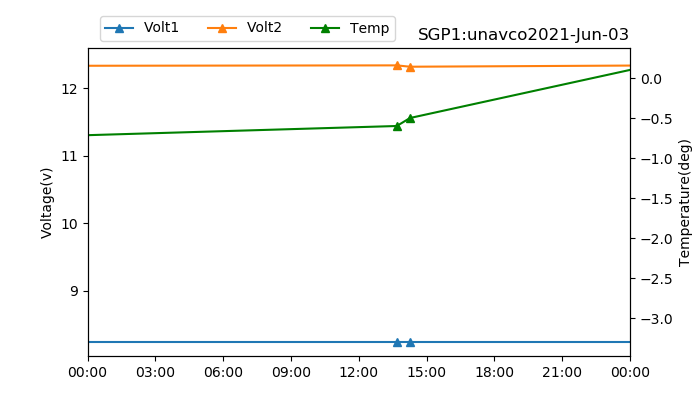 Volt1 Volt2 Temp
SGP1:unavco2021-Jun-03
Voltage(v)
12
11
10
9
0.0
−0.5
−1.0
−1.5
−2.0
−2.5
−3.0
Temperature(deg)
00:00 03:00 06:00 09:00 12:00 15:00 18:00 21:00 00:00